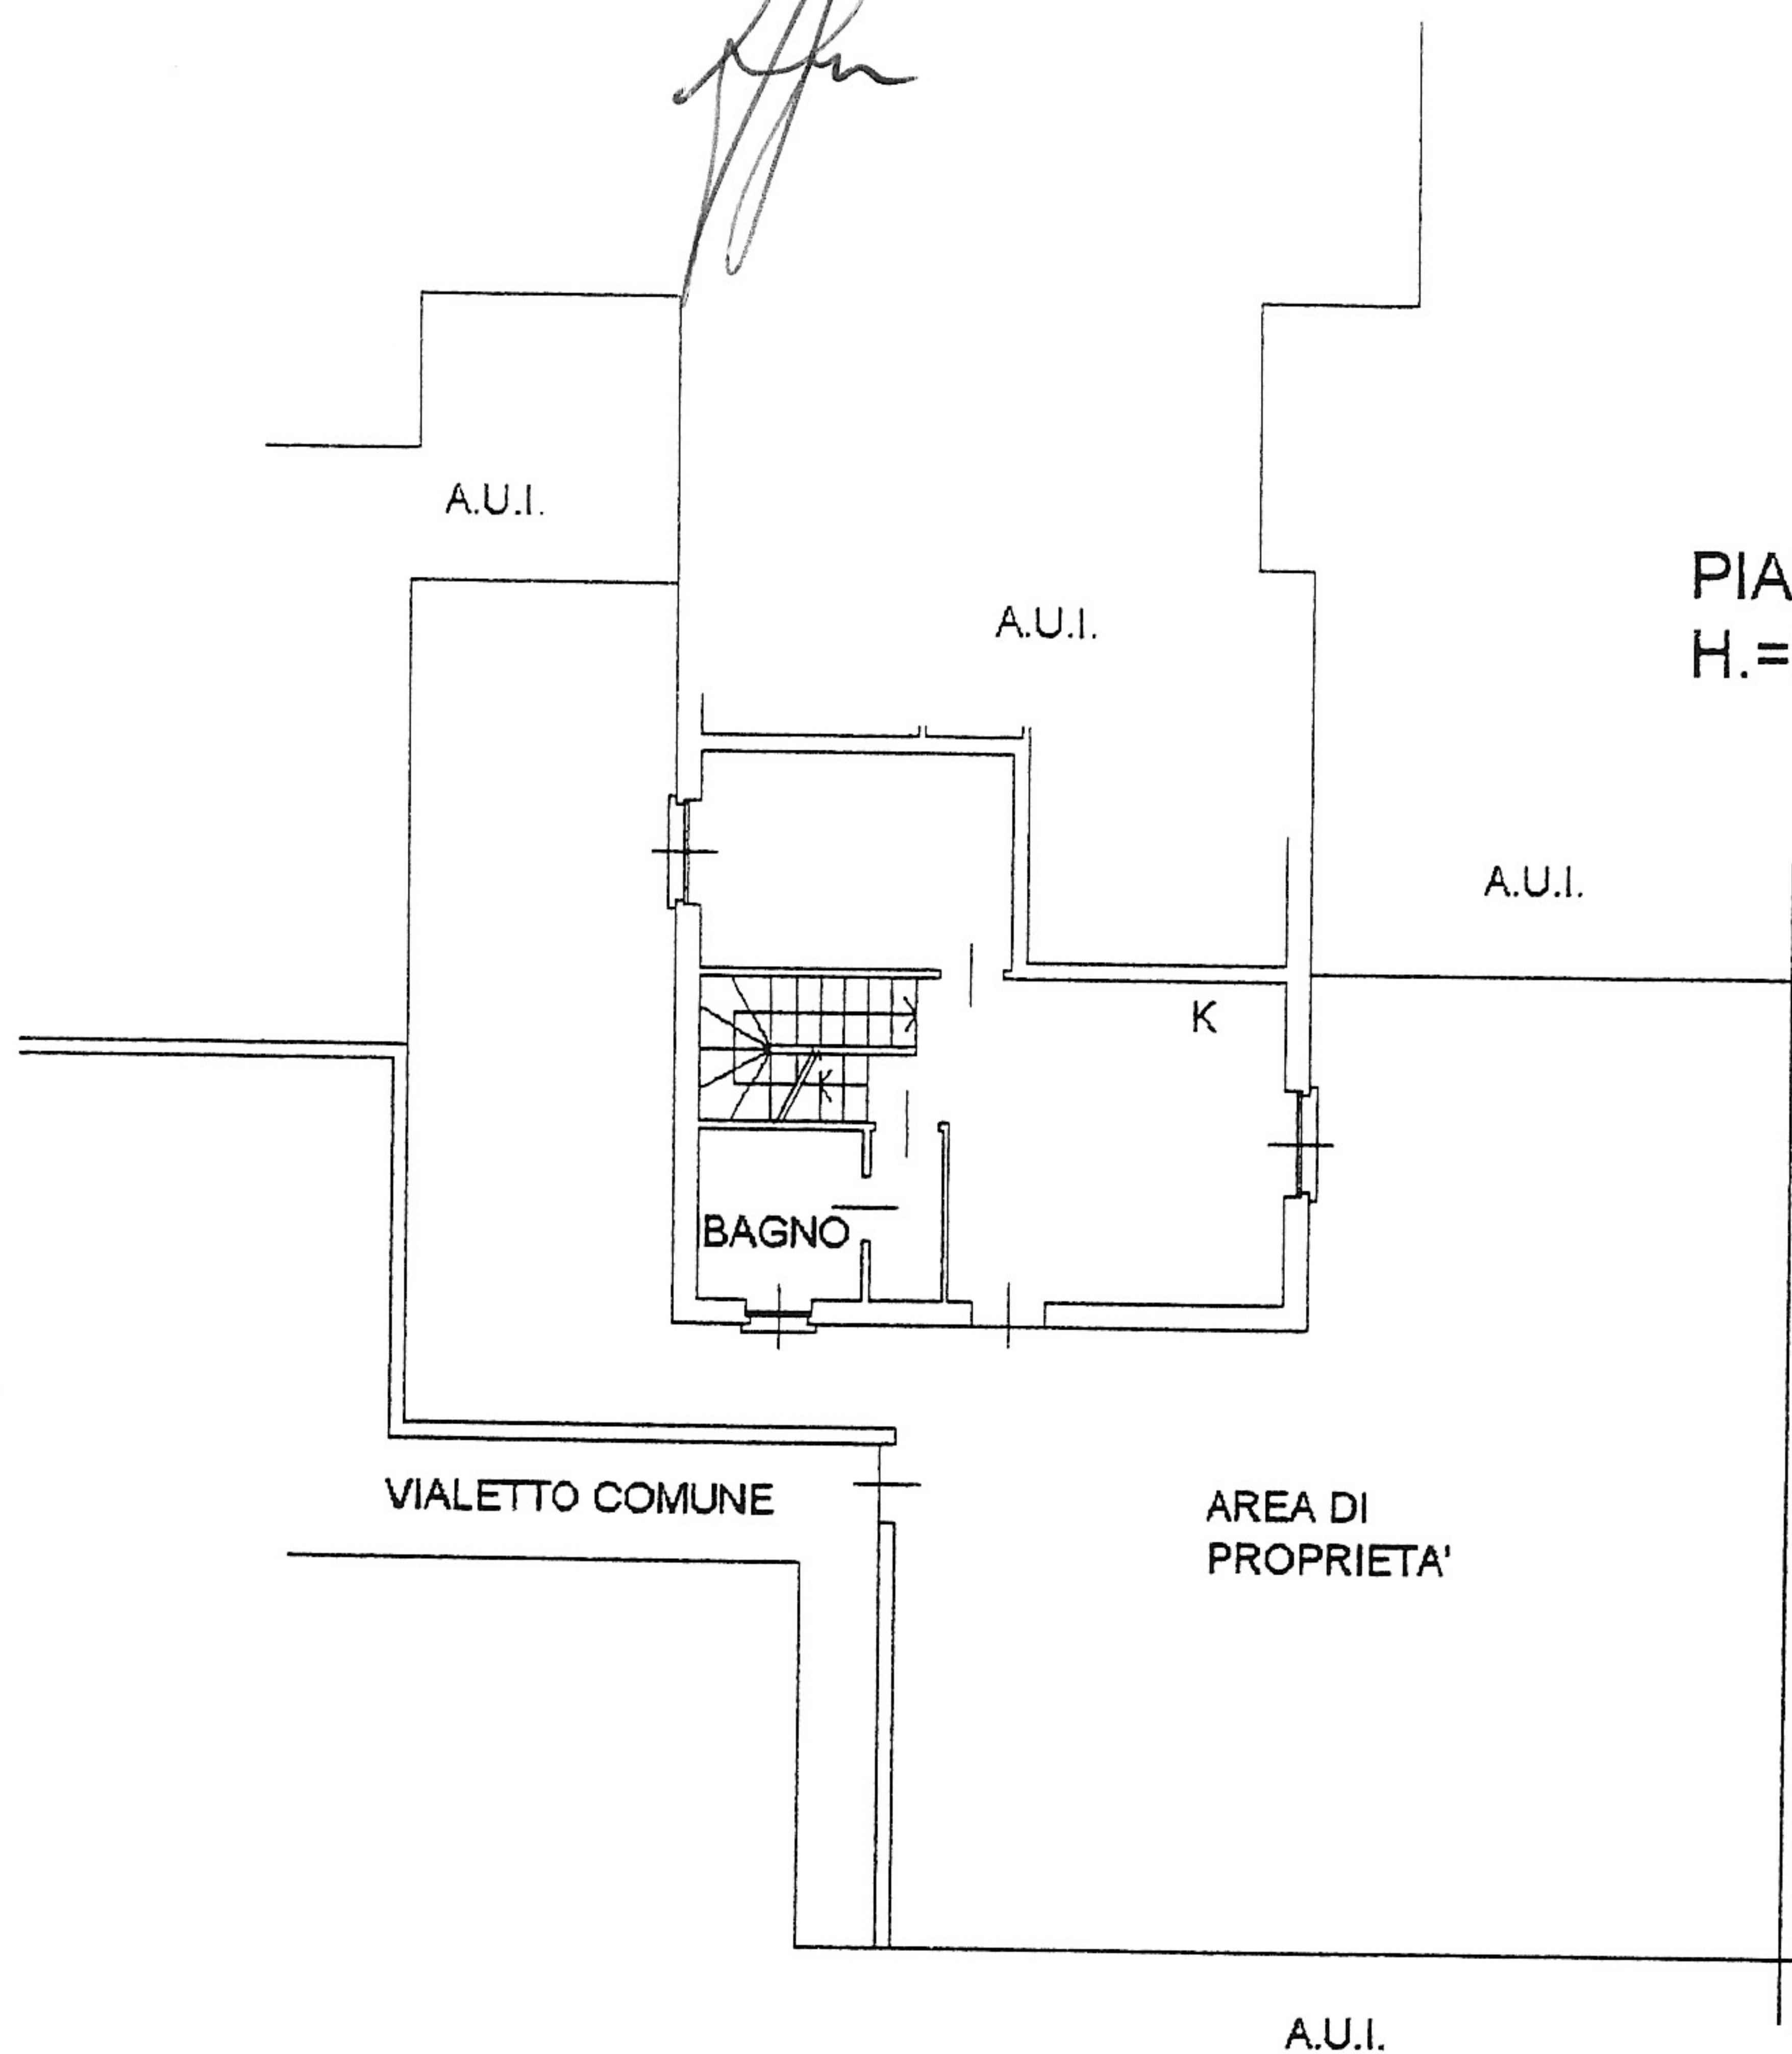 A.U.I.
PIA
A.U.I.
H.=
A.U.I.
K
BAGNO
VIALETTO COMUNE
AREA DI
PROPRIETA'
A.U.I.